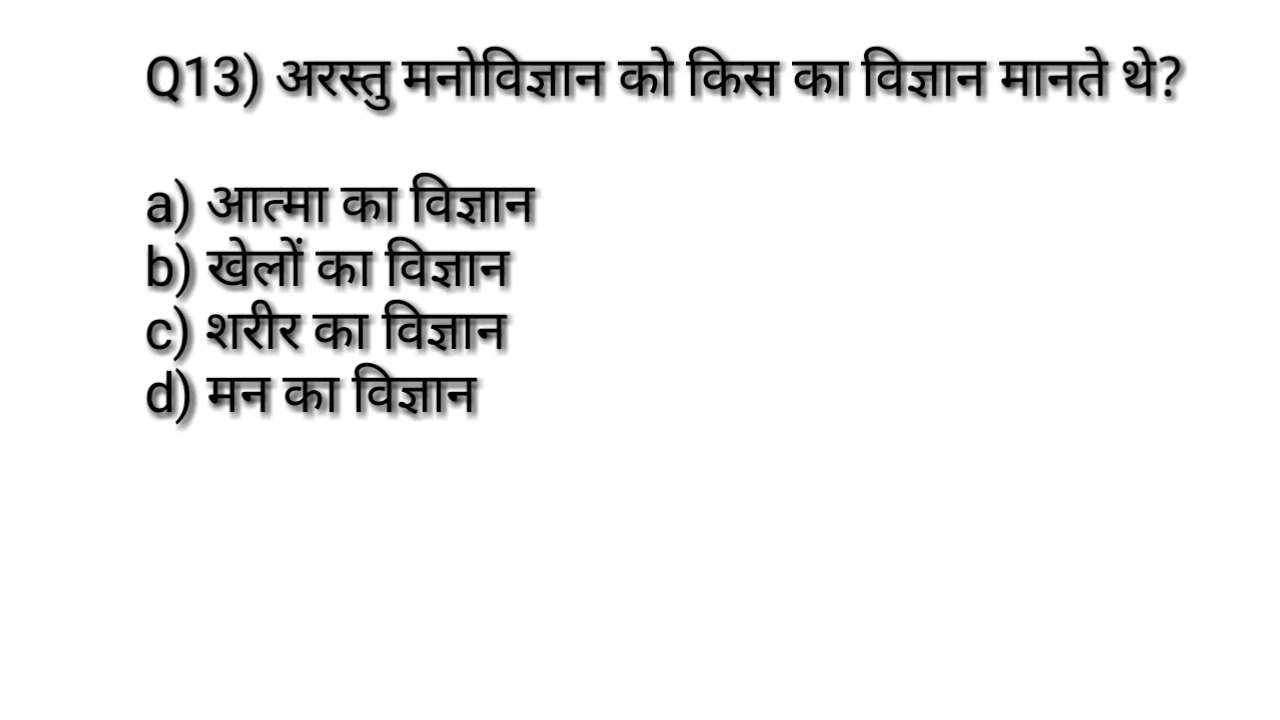 Q13) अरस्तु मनोविज्ञान को किस का विज्ञान मानते थे?
a) आत्मा का विज्ञान
b) खेलों का विज्ञान
c) शरीर का विज्ञान
d) मन का विज्ञान